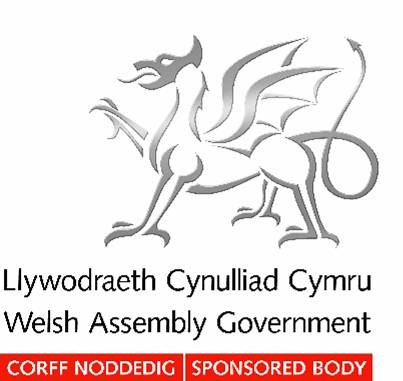 Llywodraeth Cynulliad Cymru
Welsh Assembly Government
CORFF NODDEDIG | SPONSORED BODY